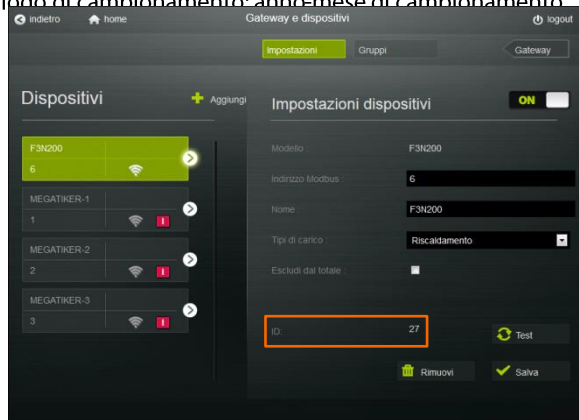 indietro home Gateway e dispositivi logout
Impostazioni Gruppi Gateway
Dispositivi Aggiungi
F3N200
6
MEGATIKER-1
1 I
MEGATIKER-2
2 I
MEGATIKER-3
3 I
Impostazioni dispositivi ON
Modello : F3N200
Indirizzo Modbus : 6
Nome : F3N200
Tipi di carico : Riscaldamento
Escludi dal totale :
ID: 27
Test
Rimuovi Salva